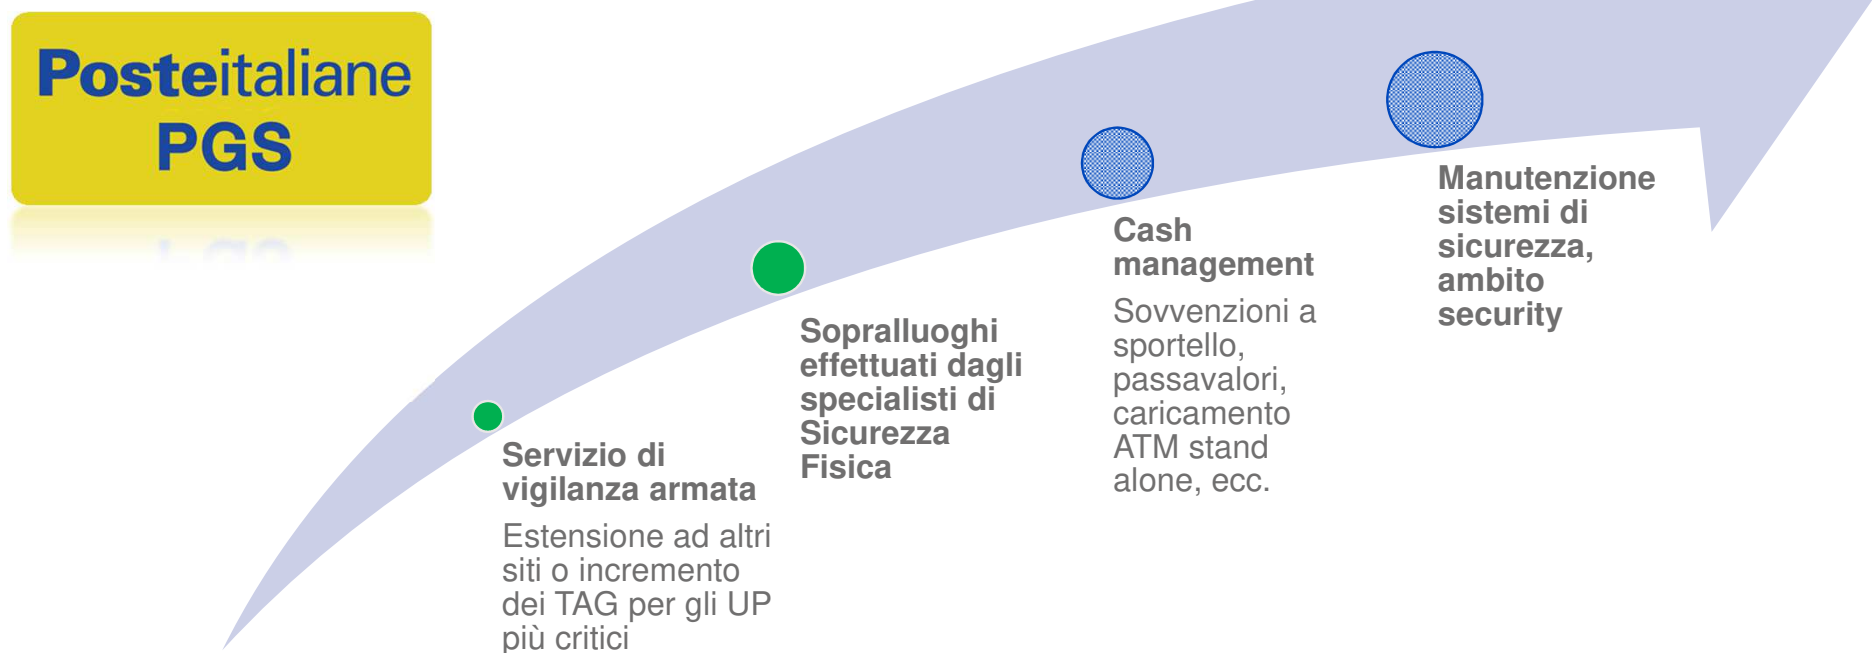 Posteitaliane
PGS
Servizio di
vigilanza armata
Estensione ad altri
siti o incremento
dei TAG per gli UP
più critici
Sopralluoghi
effettuati dagli
specialisti di
Sicurezza
Fisica
Cash
management
Sovvenzioni a
sportello,
passavalori,
caricamento
ATM stand
alone, ecc.
Manutenzione
sistemi di
sicurezza,
ambito
security